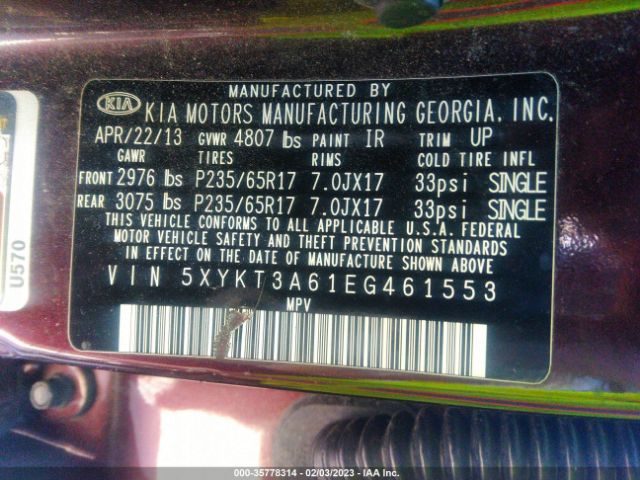 MANUFACTURED BY
KIA KIA MOTORS MANUFACTURING GEORGIA, INC.
APR/22/13 GVWR 4807 lbs PAINT IR TRIM UP
GAWR TIRES RIMS COLD TIRE INFL
FRONT 2976 lbs P235/65R17 7.0JX17 33psi SINGLE
REAR 3075 lbs P235/65R17 7.0JX17 33psi SINGLE
THIS VEHICLE CONFORMS TO ALL APPLICABLE U.S.A. FEDERAL
MOTOR VEHICLE SAFETY AND THEFT PREVENTION STANDARDS
IN EFFECT ON THE DATE OF MANUFACTURE SHOWN ABOVE
VIN 5XYKT3A61EG461553
MPV
U570
000-35778314 - 02/03/2023 - IAA Inc.